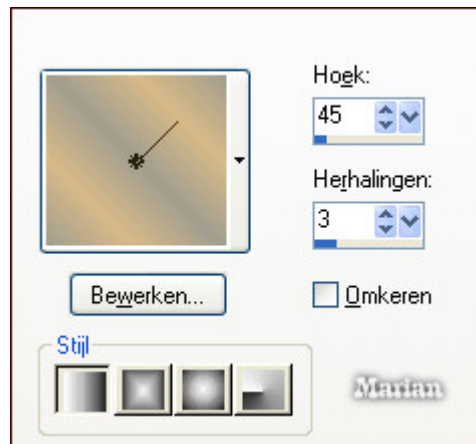 Hoek:
45
Herhalingen:
3
Bewerken...
Omkeren
Stijl
Marian